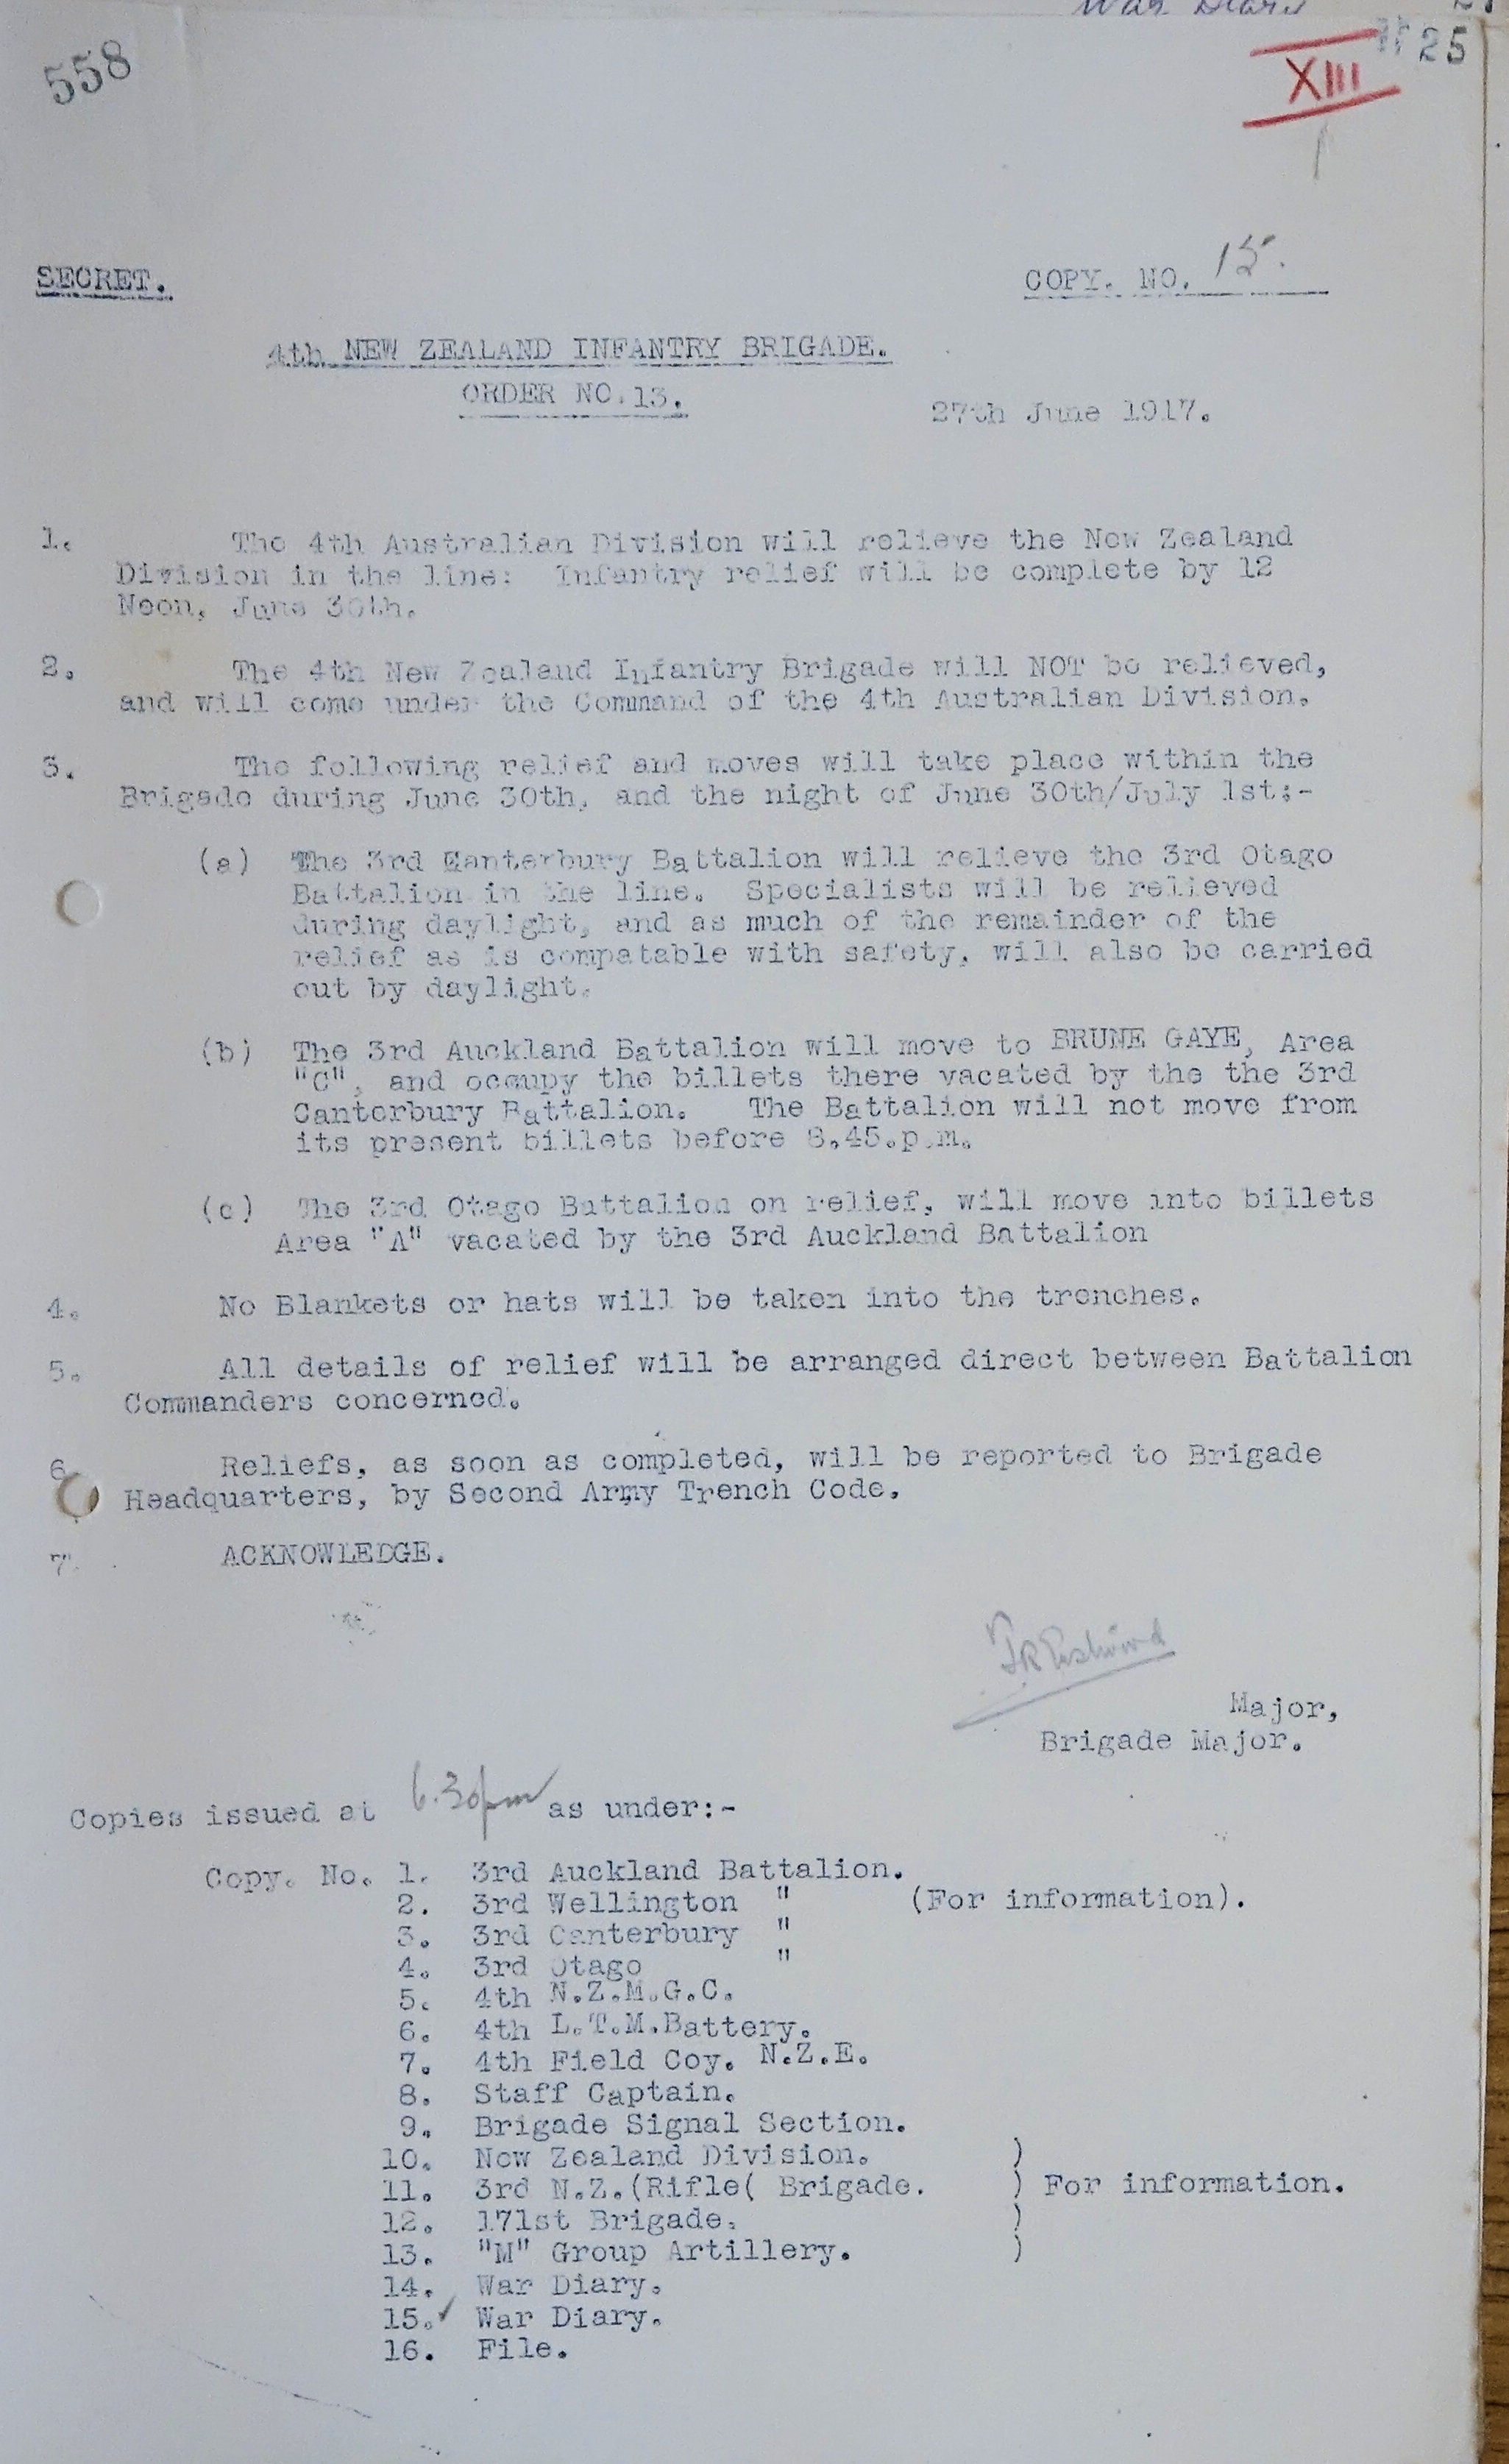 War Diary
558
25
XIII
SECRET.
COPY. NO. 15.
4th NEW ZEALAND INFANTRY BRIGADE.
ORDER NO.13.
27th June 1917.
1. The 4th Australian Division will relieve the New Zealand
Division in the line: Infantry relief will be complete by 12
Noon, June 30th.
2. The 4th New Zealand Infantry Brigade will NOT be relieved,
and will come under the Command of the 4th Australian Division.
3. The following relief and moves will take place within the
Brigade during June 30th, and the night of June 30th/July 1st:-
(a) The 3rd Canterbury Battalion will relieve the 3rd Otago
Battalion in the line. Specialists will be relieved
during daylight, and as much of the remainder of the
relief as is compatable with safety, will also be carried
out by daylight.
(b) The 3rd Auckland Battalion will move to BRUNE GAYE, Area
"C", and occupy the billets there vacated by the the 3rd
Canterbury Battalion. The Battalion will not move from
its present billets before 8.45.p.m.
(c) The 3rd Otago Battalion on relief, will move into billets
Area "A" vacated by the 3rd Auckland Battalion
4. No Blankets or hats will be taken into the trenches.
5. All details of relief will be arranged direct between Battalion
Commanders concerned.
6. Reliefs, as soon as completed, will be reported to Brigade
Headquarters, by Second Army Trench Code.
7. ACKNOWLEDGE.
Major,
Brigade Major.
Copies issued at 6.30pm as under:-
Copy. No. 1. 3rd Auckland Battalion.
2. 3rd Wellington " (For information).
3. 3rd Canterbury "
4. 3rd Otago "
5. 4th N.Z.M.G.C.
6. 4th L.T.M.Battery.
7. 4th Field Coy. N.Z.E.
8. Staff Captain.
9. Brigade Signal Section.
10. New Zealand Division. )
11. 3rd N.Z.(Rifle( Brigade. ) For information.
12. 171st Brigade. )
13. "M" Group Artillery. )
14. War Diary.
15.✓ War Diary.
16. File.